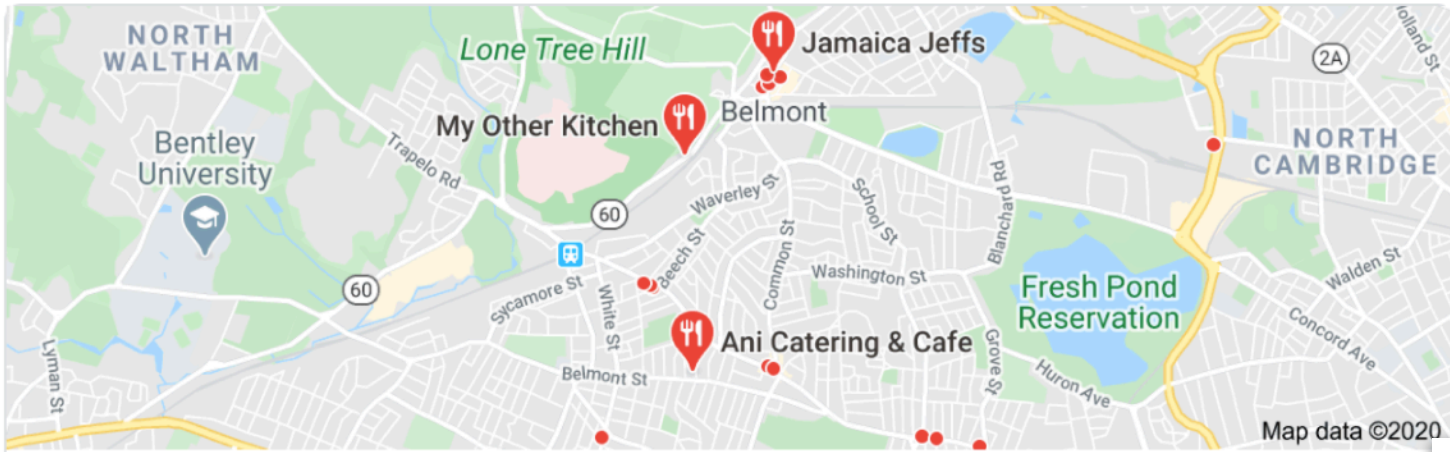 NORTH
WALTHAM
Lone Tree Hill
Jamaica Jeffs
Holland St
2A
My Other Kitchen
Belmont
Bentley
University
Trapelo Rd
NORTH
CAMBRIDGE
Waverley St
School St
Blanchard Rd
60
Beech St
Common St
Washington St
Walden St
60
Sycamore St
White St
Fresh Pond
Reservation
Concord Ave
Lyman St
Ani Catering & Cafe
Belmont St
Grove St
Huron Ave
Map data ©2020